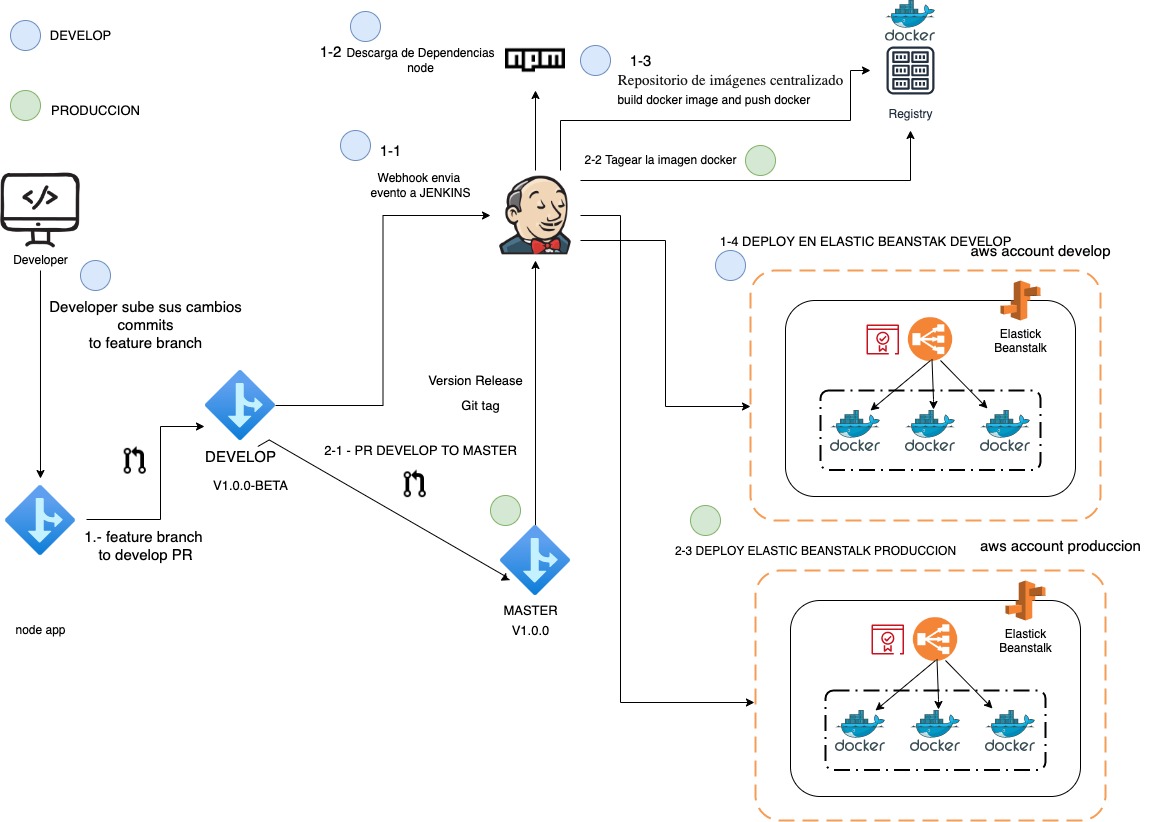 DEVELOP
PRODUCCION
1-2 Descarga de Dependencias
node
npm
1-3
Repositorio de imágenes centralizado
build docker image and push docker
docker
Registry
1-1
Webhook envia
evento a JENKINS
2-2 Tagear la imagen docker
Developer
Developer sube sus cambios
commits
to feature branch
1-4 DEPLOY EN ELASTIC BEANSTAK DEVELOP
aws account develop
Elastick
Beanstalk
docker
docker
docker
Version Release
Git tag
DEVELOP
V1.0.0-BETA
2-1 - PR DEVELOP TO MASTER
1.- feature branch
to develop PR
node app
MASTER
V1.0.0
2-3 DEPLOY ELASTIC BEANSTALK PRODUCCION
aws account produccion
Elastick
Beanstalk
docker
docker
docker